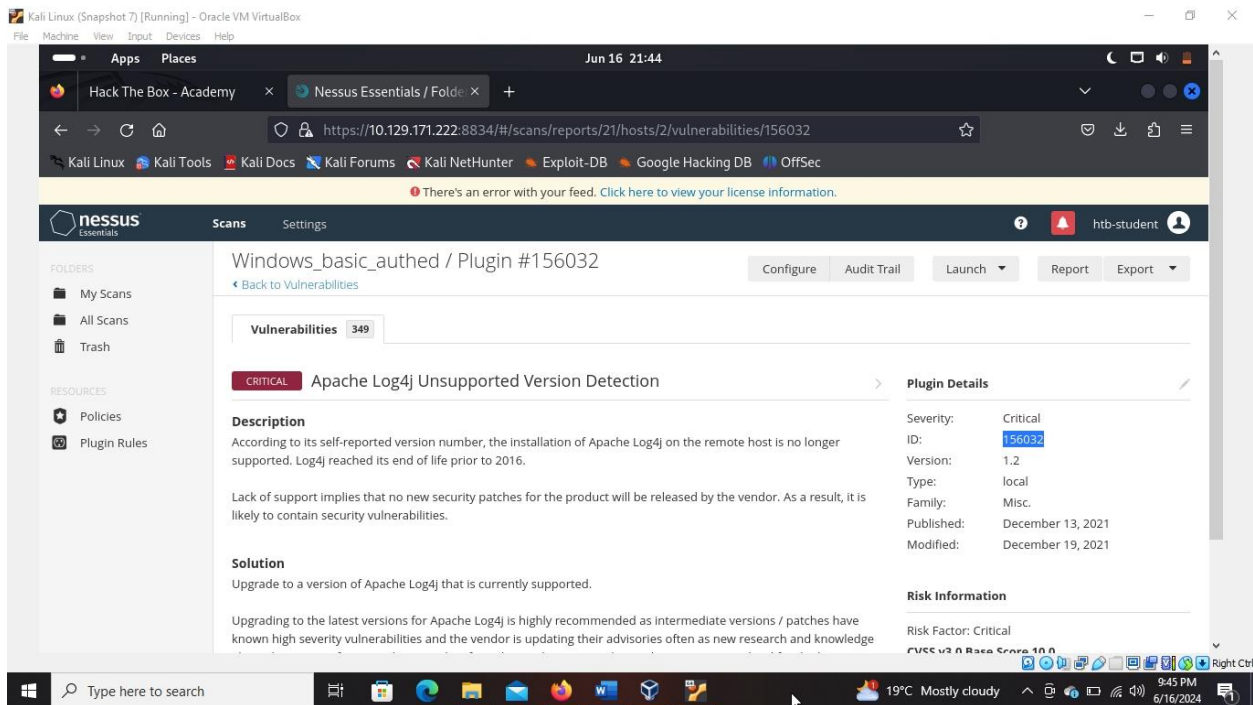 Kali Linux (Snapshot 7) [Running] - Oracle VM VirtualBox
File Machine View Input Devices Help
Apps Places Jun 16 21:44
Hack The Box - Academy × Nessus Essentials / Folde × +
https://10.129.171.222:8834/#/scans/reports/21/hosts/2/vulnerabilities/156032
Kali Linux Kali Tools Kali Docs Kali Forums Kali NetHunter Exploit-DB Google Hacking DB OffSec
There's an error with your feed. Click here to view your license information.
nessus Essentials Scans Settings htb-student
FOLDERS
My Scans
All Scans
Trash
RESOURCES
Policies
Plugin Rules
Windows_basic_authed / Plugin #156032
Configure Audit Trail Launch Report Export
Back to Vulnerabilities
Vulnerabilities 349
CRITICAL Apache Log4j Unsupported Version Detection
Description
According to its self-reported version number, the installation of Apache Log4j on the remote host is no longer
supported. Log4j reached its end of life prior to 2016.
Lack of support implies that no new security patches for the product will be released by the vendor. As a result, it is
likely to contain security vulnerabilities.
Solution
Upgrade to a version of Apache Log4j that is currently supported.
Upgrading to the latest versions for Apache Log4j is highly recommended as intermediate versions / patches have
known high severity vulnerabilities and the vendor is updating their advisories often as new research and knowledge
Plugin Details
Severity: Critical
ID: 156032
Version: 1.2
Type: local
Family: Misc.
Published: December 13, 2021
Modified: December 19, 2021
Risk Information
Risk Factor: Critical
CVSS v3.0 Base Score 10.0
Right Ctrl
Type here to search
19°C Mostly cloudy
9:45 PM
6/16/2024